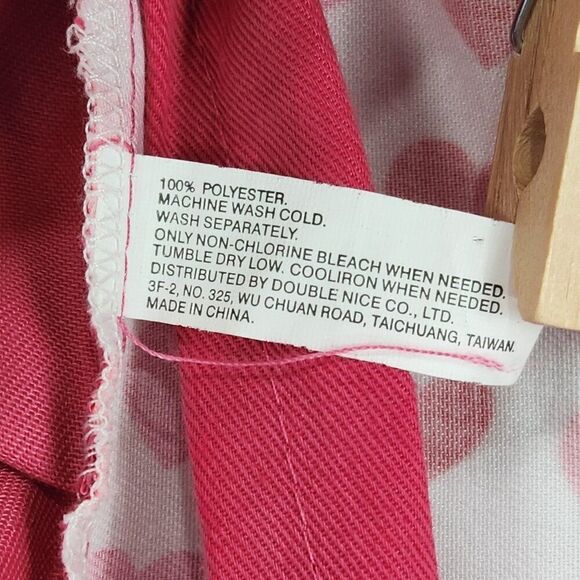 100% POLYESTER.
MACHINE WASH COLD.
WASH SEPARATELY.
ONLY NON-CHLORINE BLEACH WHEN NEEDED.
TUMBLE DRY LOW. COOLIRON WHEN NEEDED.
DISTRIBUTED BY DOUBLE NICE CO., LTD.
3F-2, NO. 325, WU CHUAN ROAD, TAICHUANG, TAIWAN.
MADE IN CHINA.